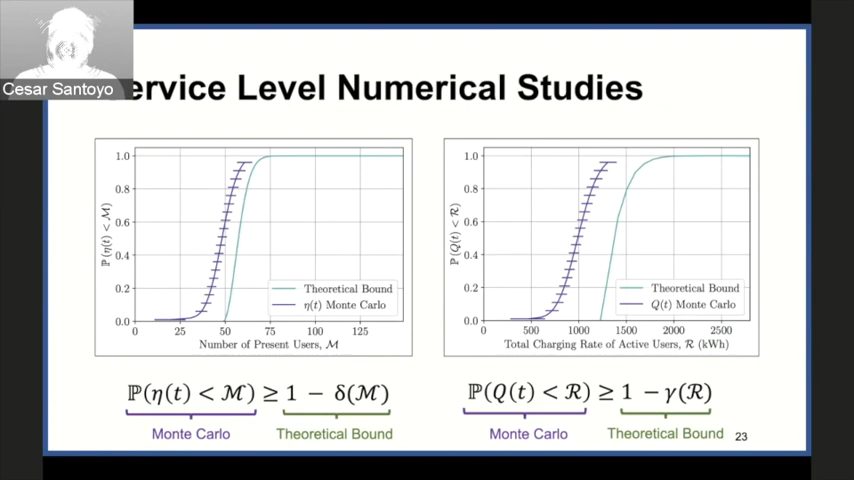 Cesar Santoyo
ervice Level Numerical Studies
1.0
0.8
0.6
0.4
0.2
0.0
ℙ(η(t) < ℳ)
Theoretical Bound
η(t) Monte Carlo
0 25 50 75 100 125
Number of Present Users, ℳ
1.0
0.8
0.6
0.4
0.2
0.0
ℙ(Q(t) < ℛ)
Theoretical Bound
Q(t) Monte Carlo
0 500 1000 1500 2000 2500
Total Charging Rate of Active Users, ℛ (kWh)
ℙ(η(t) < ℳ) ≥ 1 − δ(ℳ)
Monte Carlo Theoretical Bound
ℙ(Q(t) < ℛ) ≥ 1 − γ(ℛ)
Monte Carlo Theoretical Bound
23